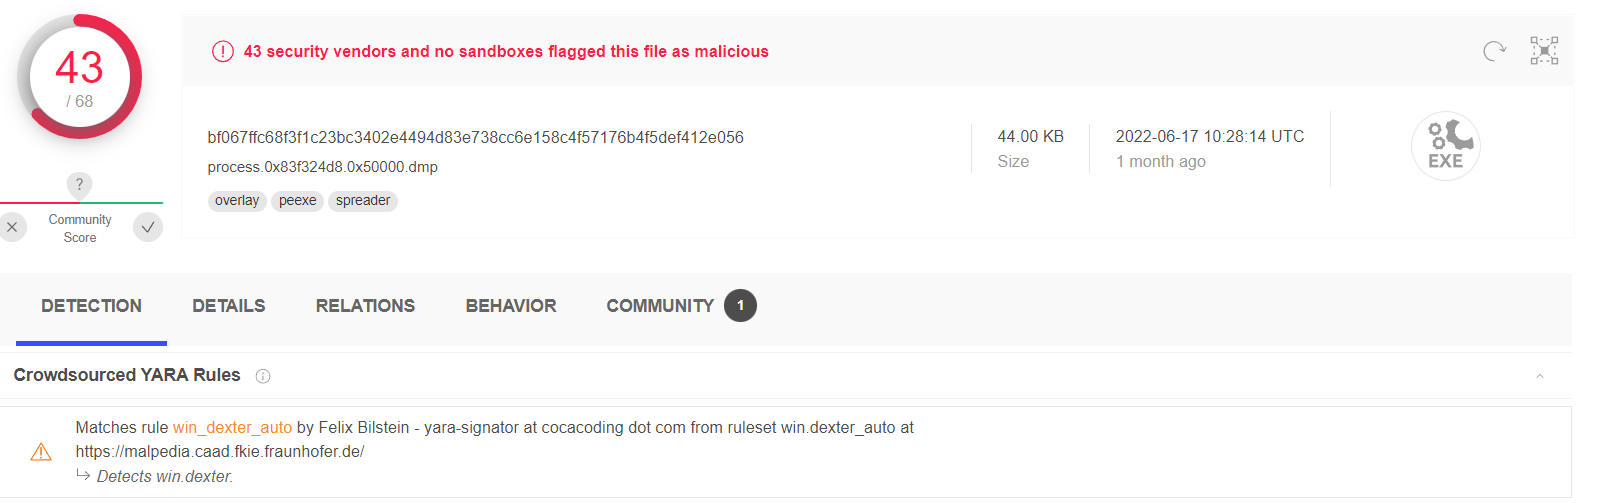 43
/ 68
?
Community
Score
43 security vendors and no sandboxes flagged this file as malicious
bf067ffc68f3f1c23bc3402e4494d83e738cc6e158c4f57176b4f5def412e056
process.0x83f324d8.0x50000.dmp
overlay peexe spreader
44.00 KB
Size
2022-06-17 10:28:14 UTC
1 month ago
EXE
DETECTION DETAILS RELATIONS BEHAVIOR COMMUNITY 1
Crowdsourced YARA Rules
Matches rule win_dexter_auto by Felix Bilstein - yara-signator at cocacoding dot com from ruleset win.dexter_auto at
https://malpedia.caad.fkie.fraunhofer.de/
Detects win.dexter.